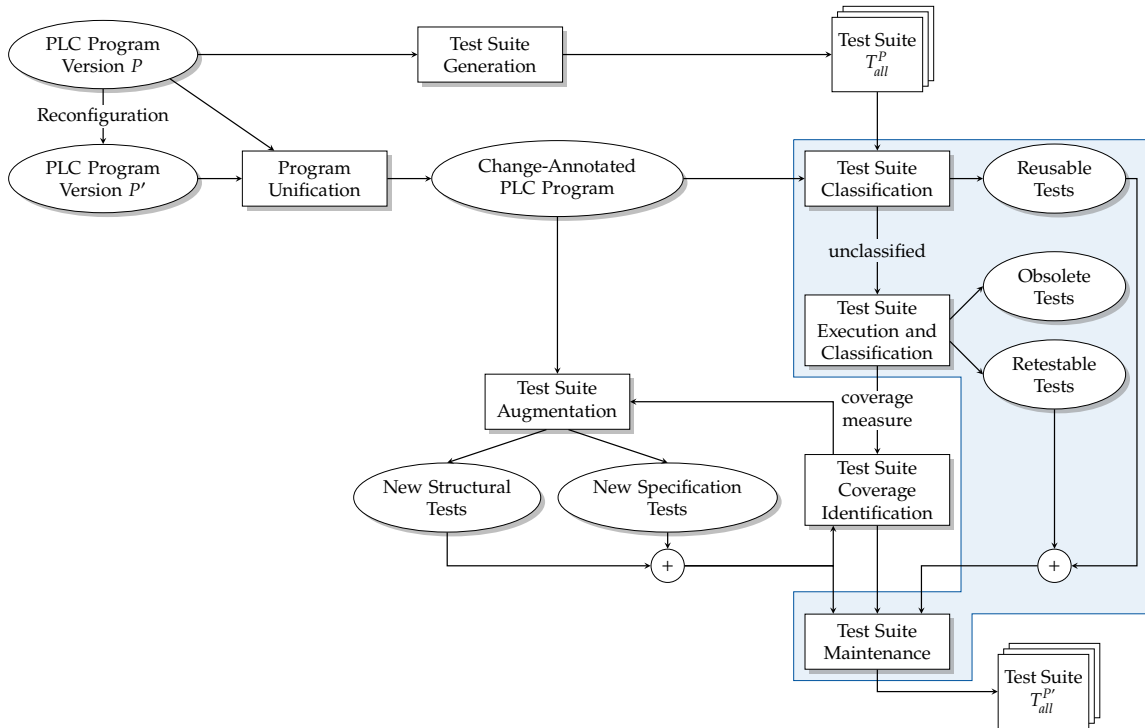 PLC Program
Version P
Test Suite
Generation
Test Suite
T_all^P
Reconfiguration
PLC Program
Version P′
Program
Unification
Change-Annotated
PLC Program
Test Suite
Classification
Reusable
Tests
unclassified
Obsolete
Tests
Test Suite
Execution and
Classification
Retestable
Tests
Test Suite
Augmentation
coverage
measure
New Structural
Tests
New Specification
Tests
Test Suite
Coverage
Identification
+
+
Test Suite
Maintenance
Test Suite
T_all^P′